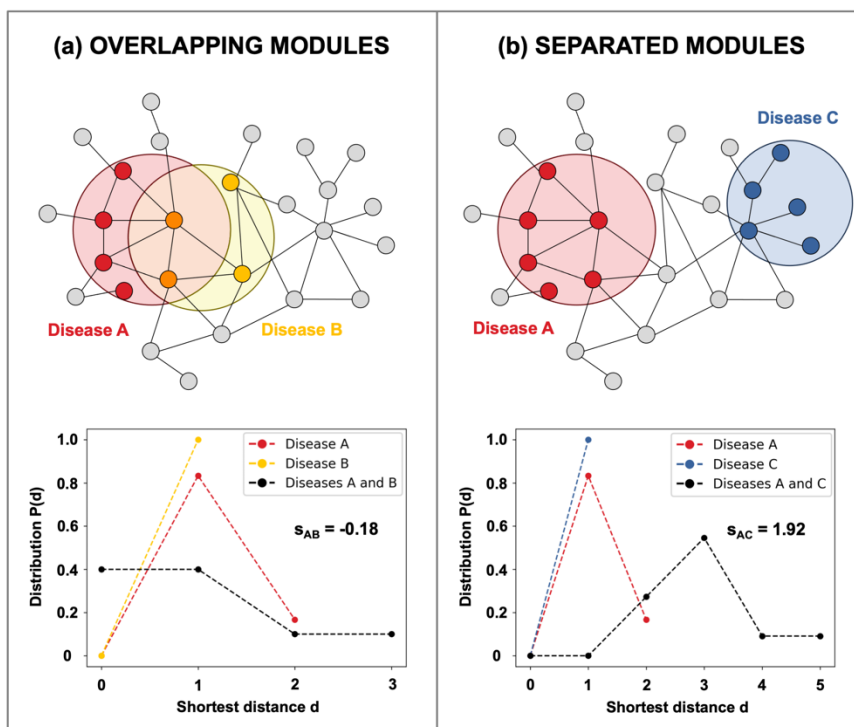 (a) OVERLAPPING MODULES
Disease A
Disease B
Distribution P(d)
1.0
0.8
0.6
0.4
0.2
0
Disease A
Disease B
Diseases A and B
sAB = -0.18
0 1 2 3
Shortest distance d
(b) SEPARATED MODULES
Disease C
Disease A
Distribution P(d)
1.0
0.8
0.6
0.4
0.2
0
Disease A
Disease C
Diseases A and C
sAC = 1.92
0 1 2 3 4 5
Shortest distance d